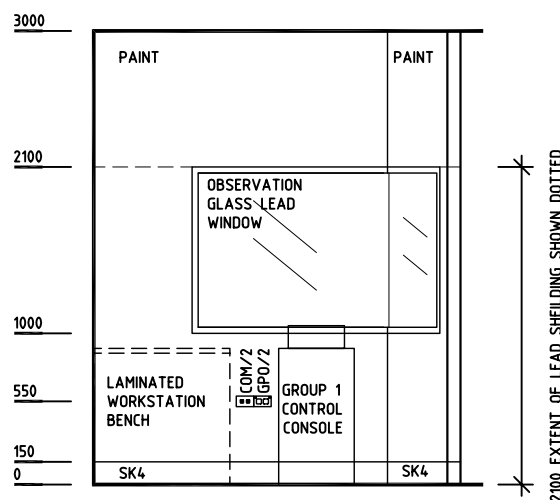 3000
PAINT
PAINT
2100
OBSERVATION
GLASS LEAD
WINDOW
1000
COM/2
GPO/2
550
LAMINATED
WORKSTATION
BENCH
GROUP 1
CONTROL
CONSOLE
150
0
SK4
SK4
2100 EXTENT OF LEAD SHEILDING SHOWN DOTTED